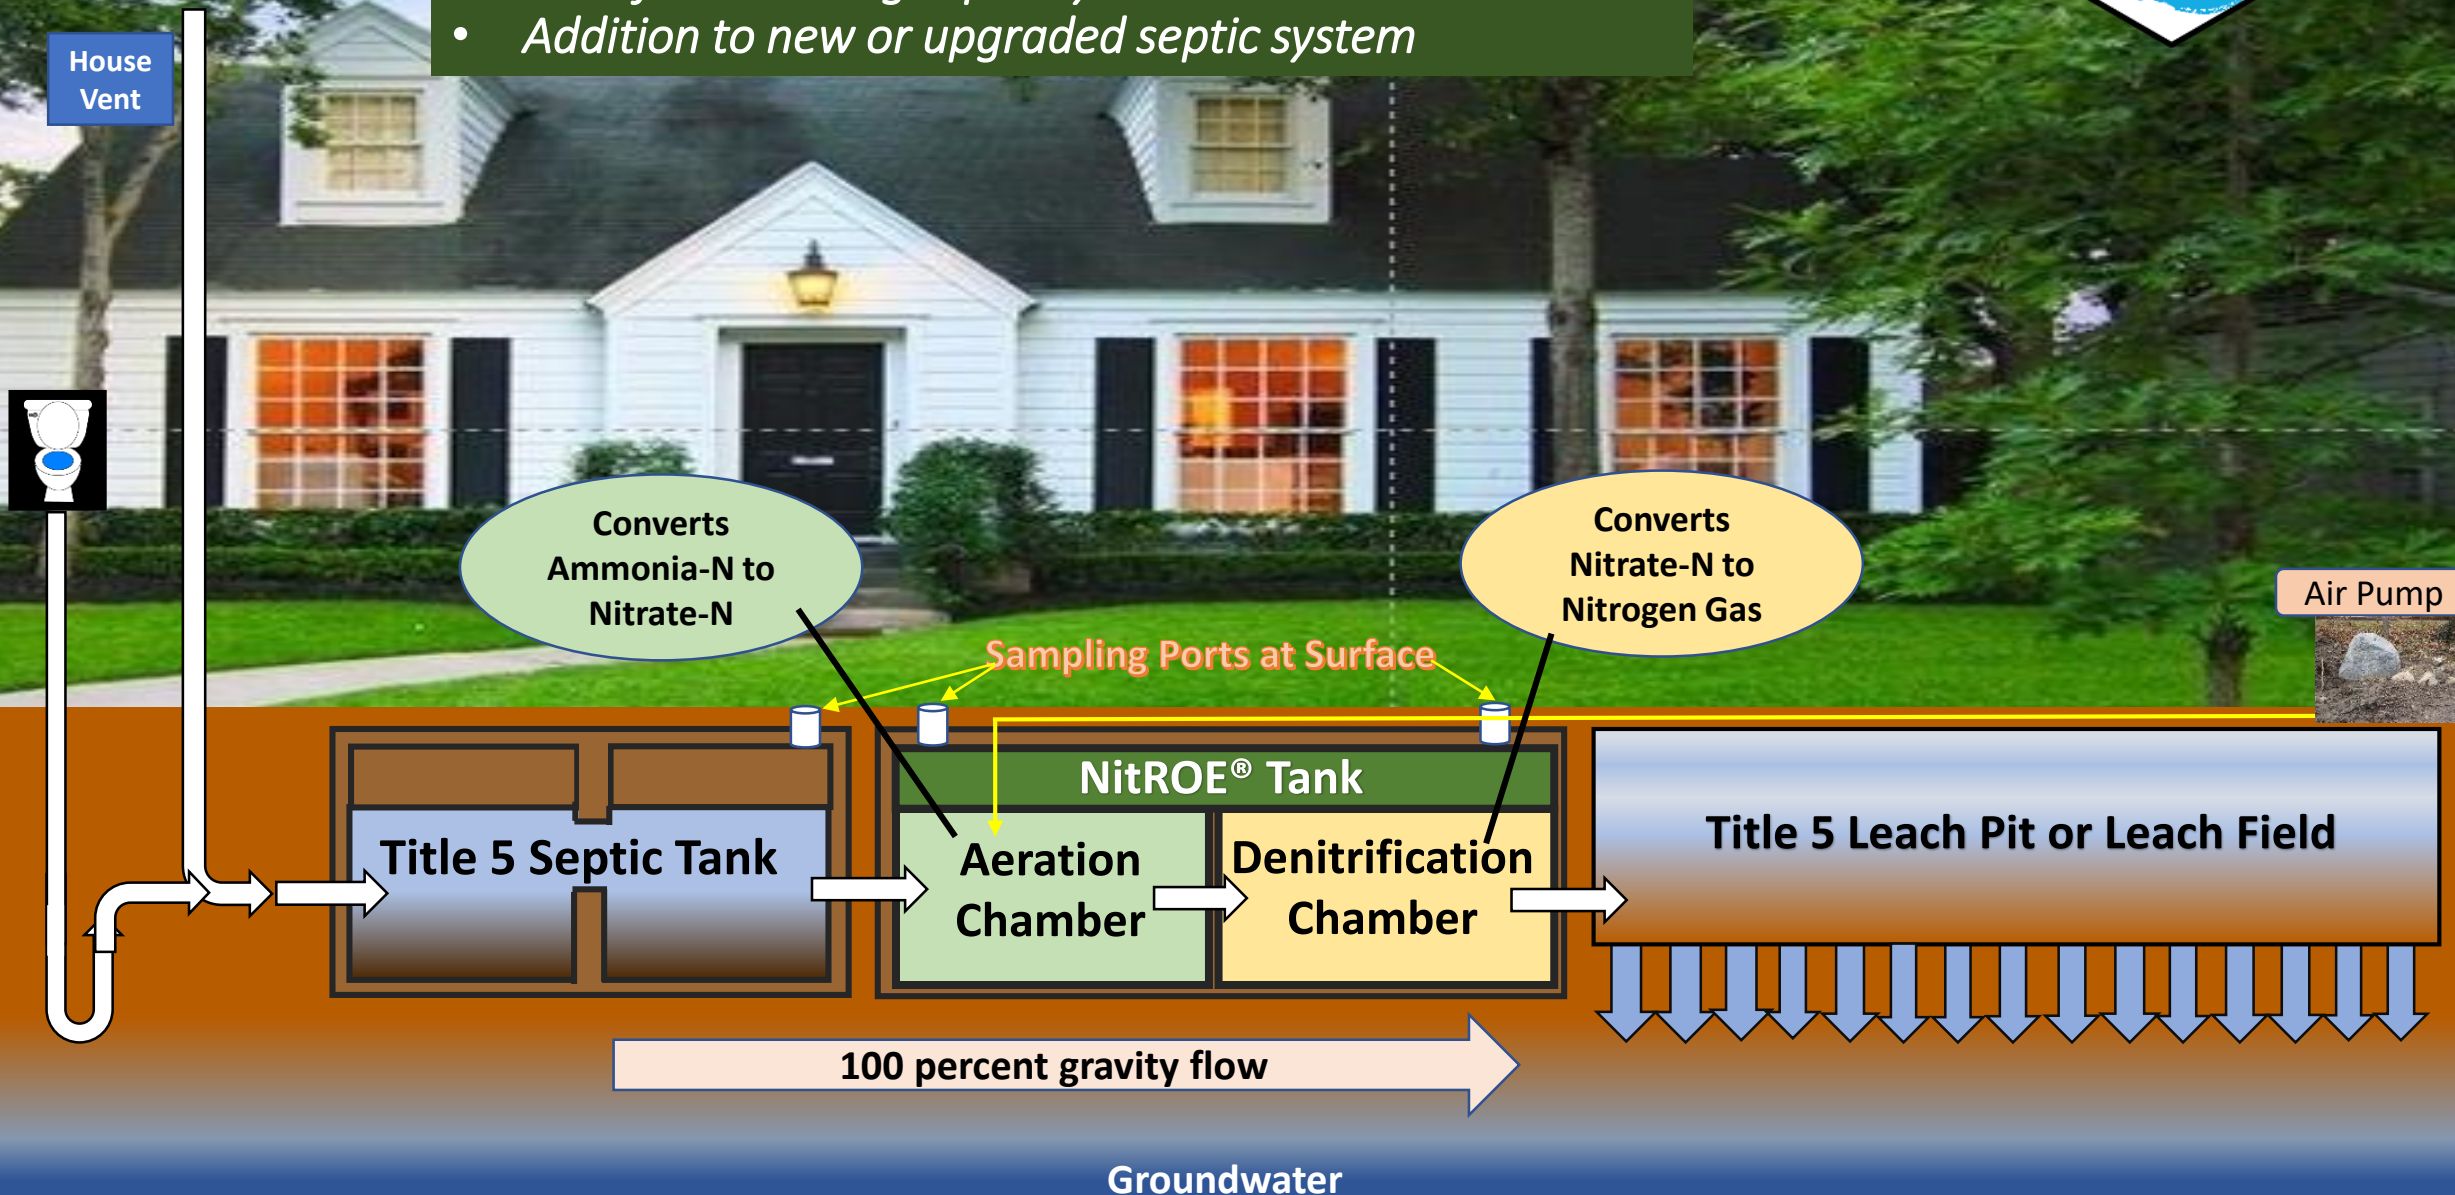 • Addition to new or upgraded septic system
House
Vent
Converts
Ammonia-N to
Nitrate-N
Converts
Nitrate-N to
Nitrogen Gas
Air Pump
Sampling Ports at Surface
NitROE® Tank
Title 5 Septic Tank
Aeration
Chamber
Denitrification
Chamber
Title 5 Leach Pit or Leach Field
100 percent gravity flow
Groundwater